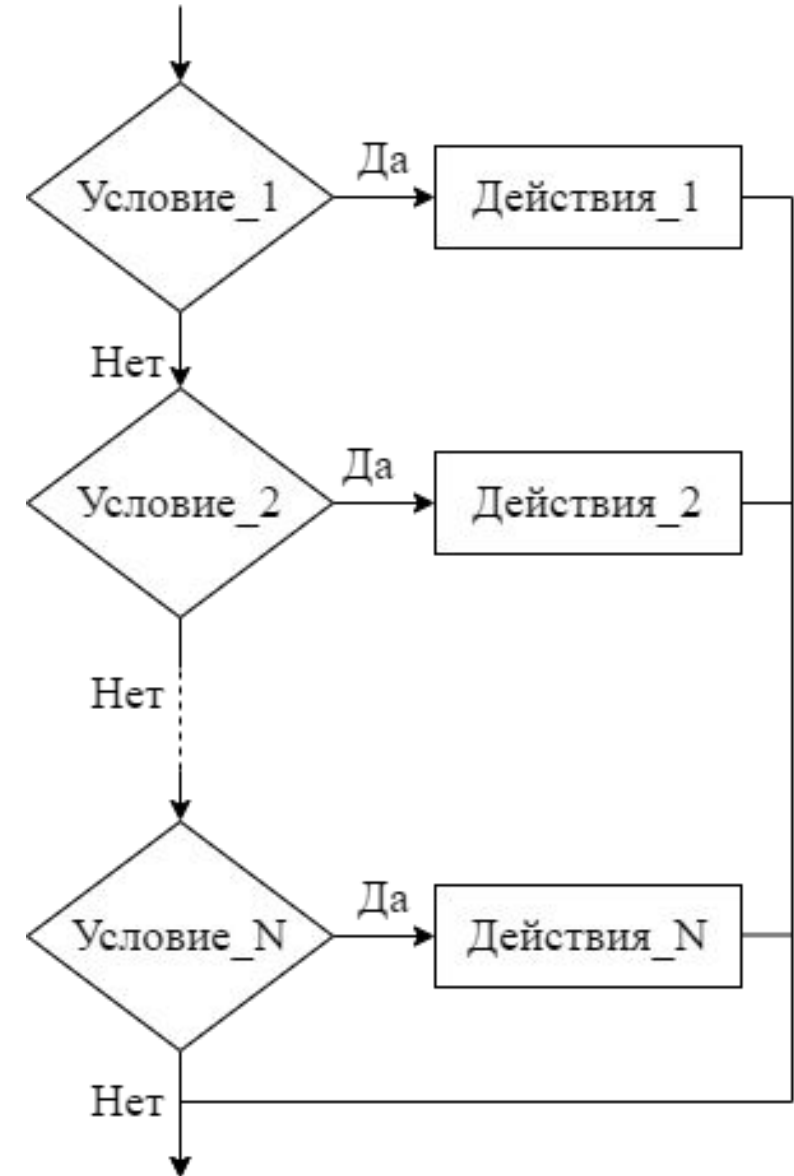 Да
Условие_1
Действия_1
Нет
Да
Условие_2
Действия_2
Нет
Да
Условие_N
Действия_N
Нет